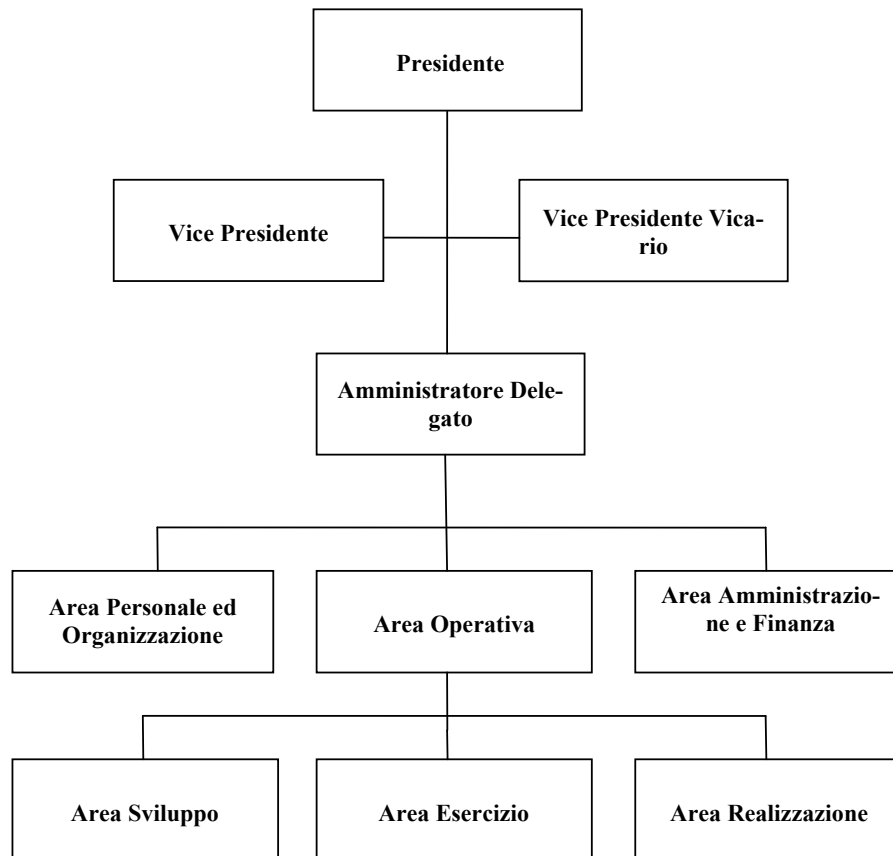 Presidente
Vice Presidente
Vice Presidente Vica-
rio
Amministratore Dele-
gato
Area Personale ed
Organizzazione
Area Operativa
Area Amministrazio-
ne e Finanza
Area Sviluppo
Area Esercizio
Area Realizzazione